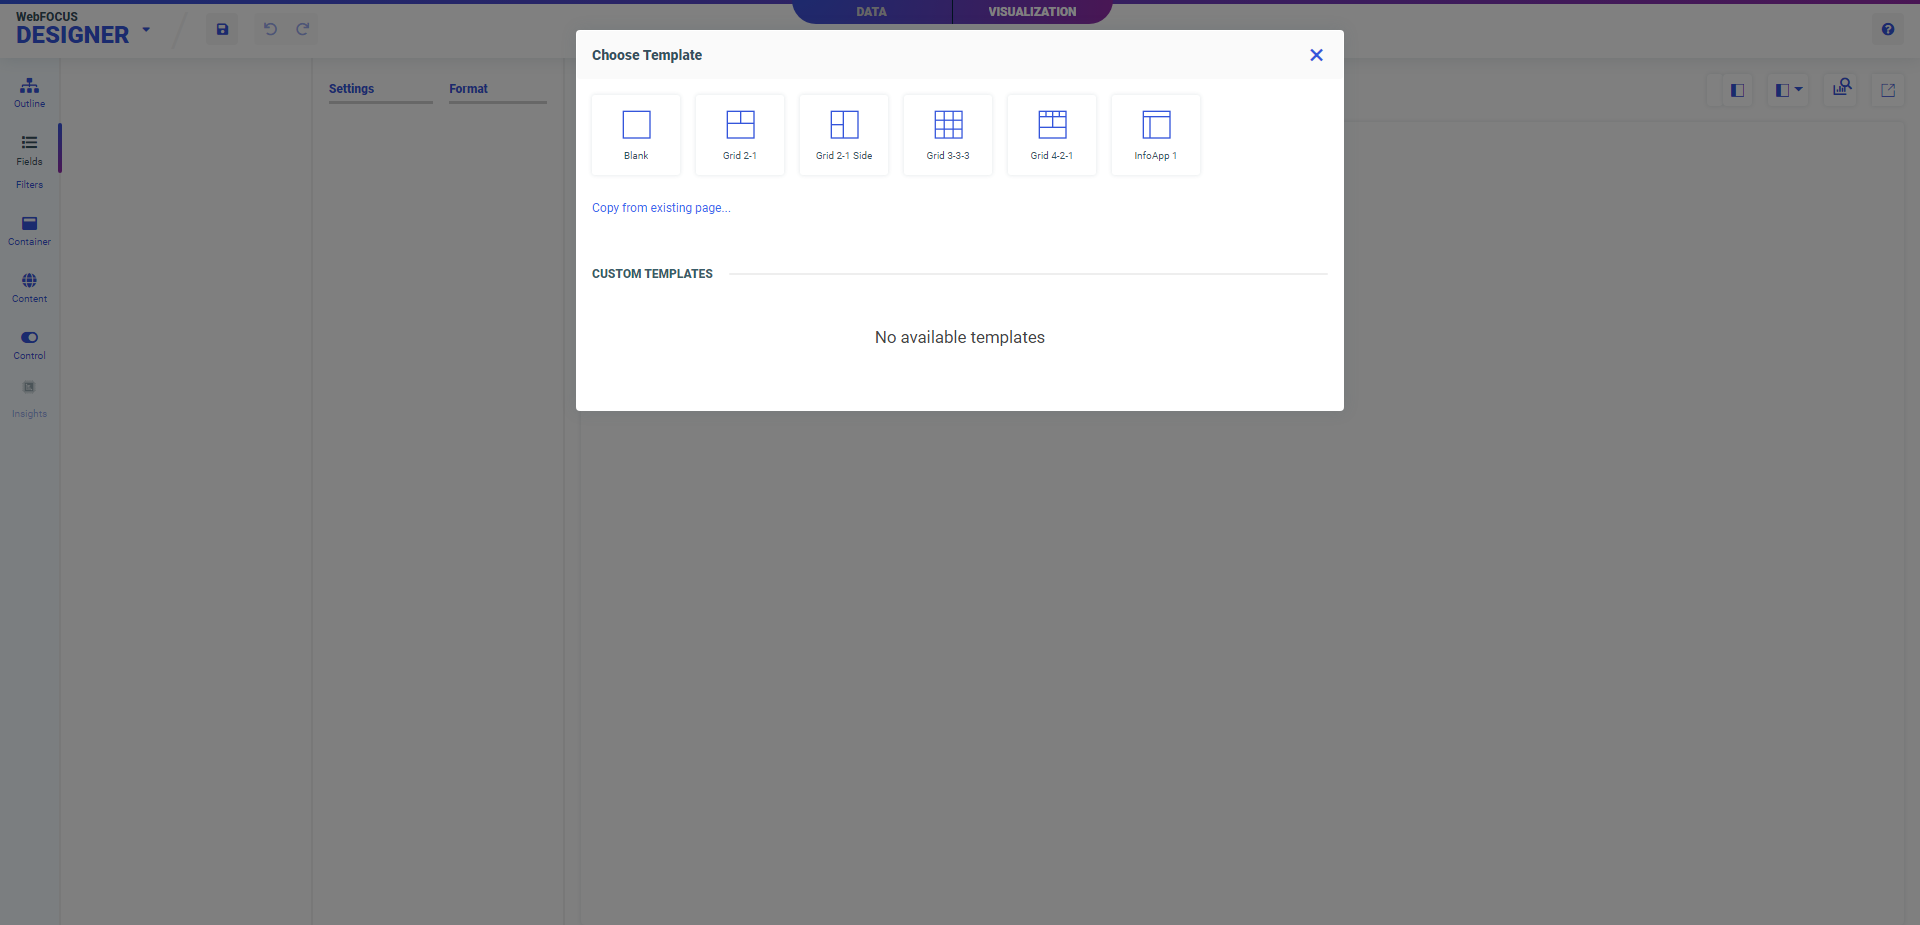 WebFOCUS
DESIGNER
DATA
VISUALIZATION
Choose Template
Outline
Fields
Filters
Container
Content
Control
Insights
Settings
Format
Blank
Grid 2-1
Grid 2-1 Side
Grid 3-3-3
Grid 4-2-1
InfoApp 1
Copy from existing page...
CUSTOM TEMPLATES
No available templates